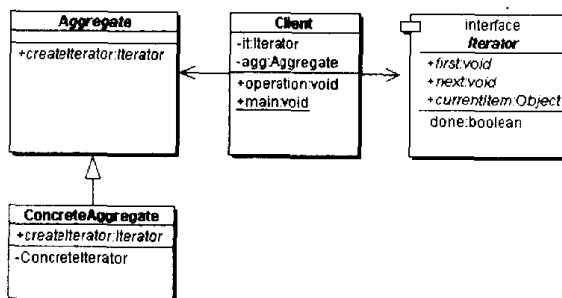 Aggregate
+createIterator:Iterator
Client
-it:Iterator
-agg:Aggregate
+operation:void
+main:void
interface
Iterator
+first:void
+next:void
+currentItem:Object
done:boolean
ConcreteAggregate
+createIterator:Iterator
-ConcreteIterator